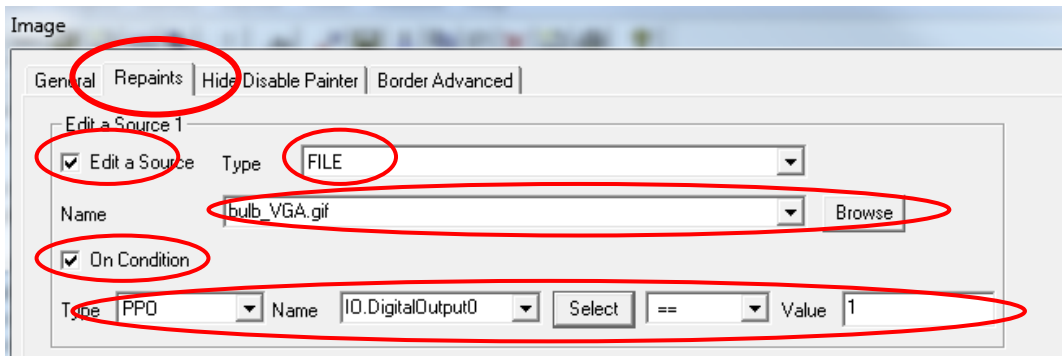 Image
General Repaints Hide Disable Painter Border Advanced
Edit a Source 1
Edit a Source Type FILE
Name bulb_VGA.gif Browse
On Condition
Type PPO Name IO.DigitalOutput0 Select == Value 1